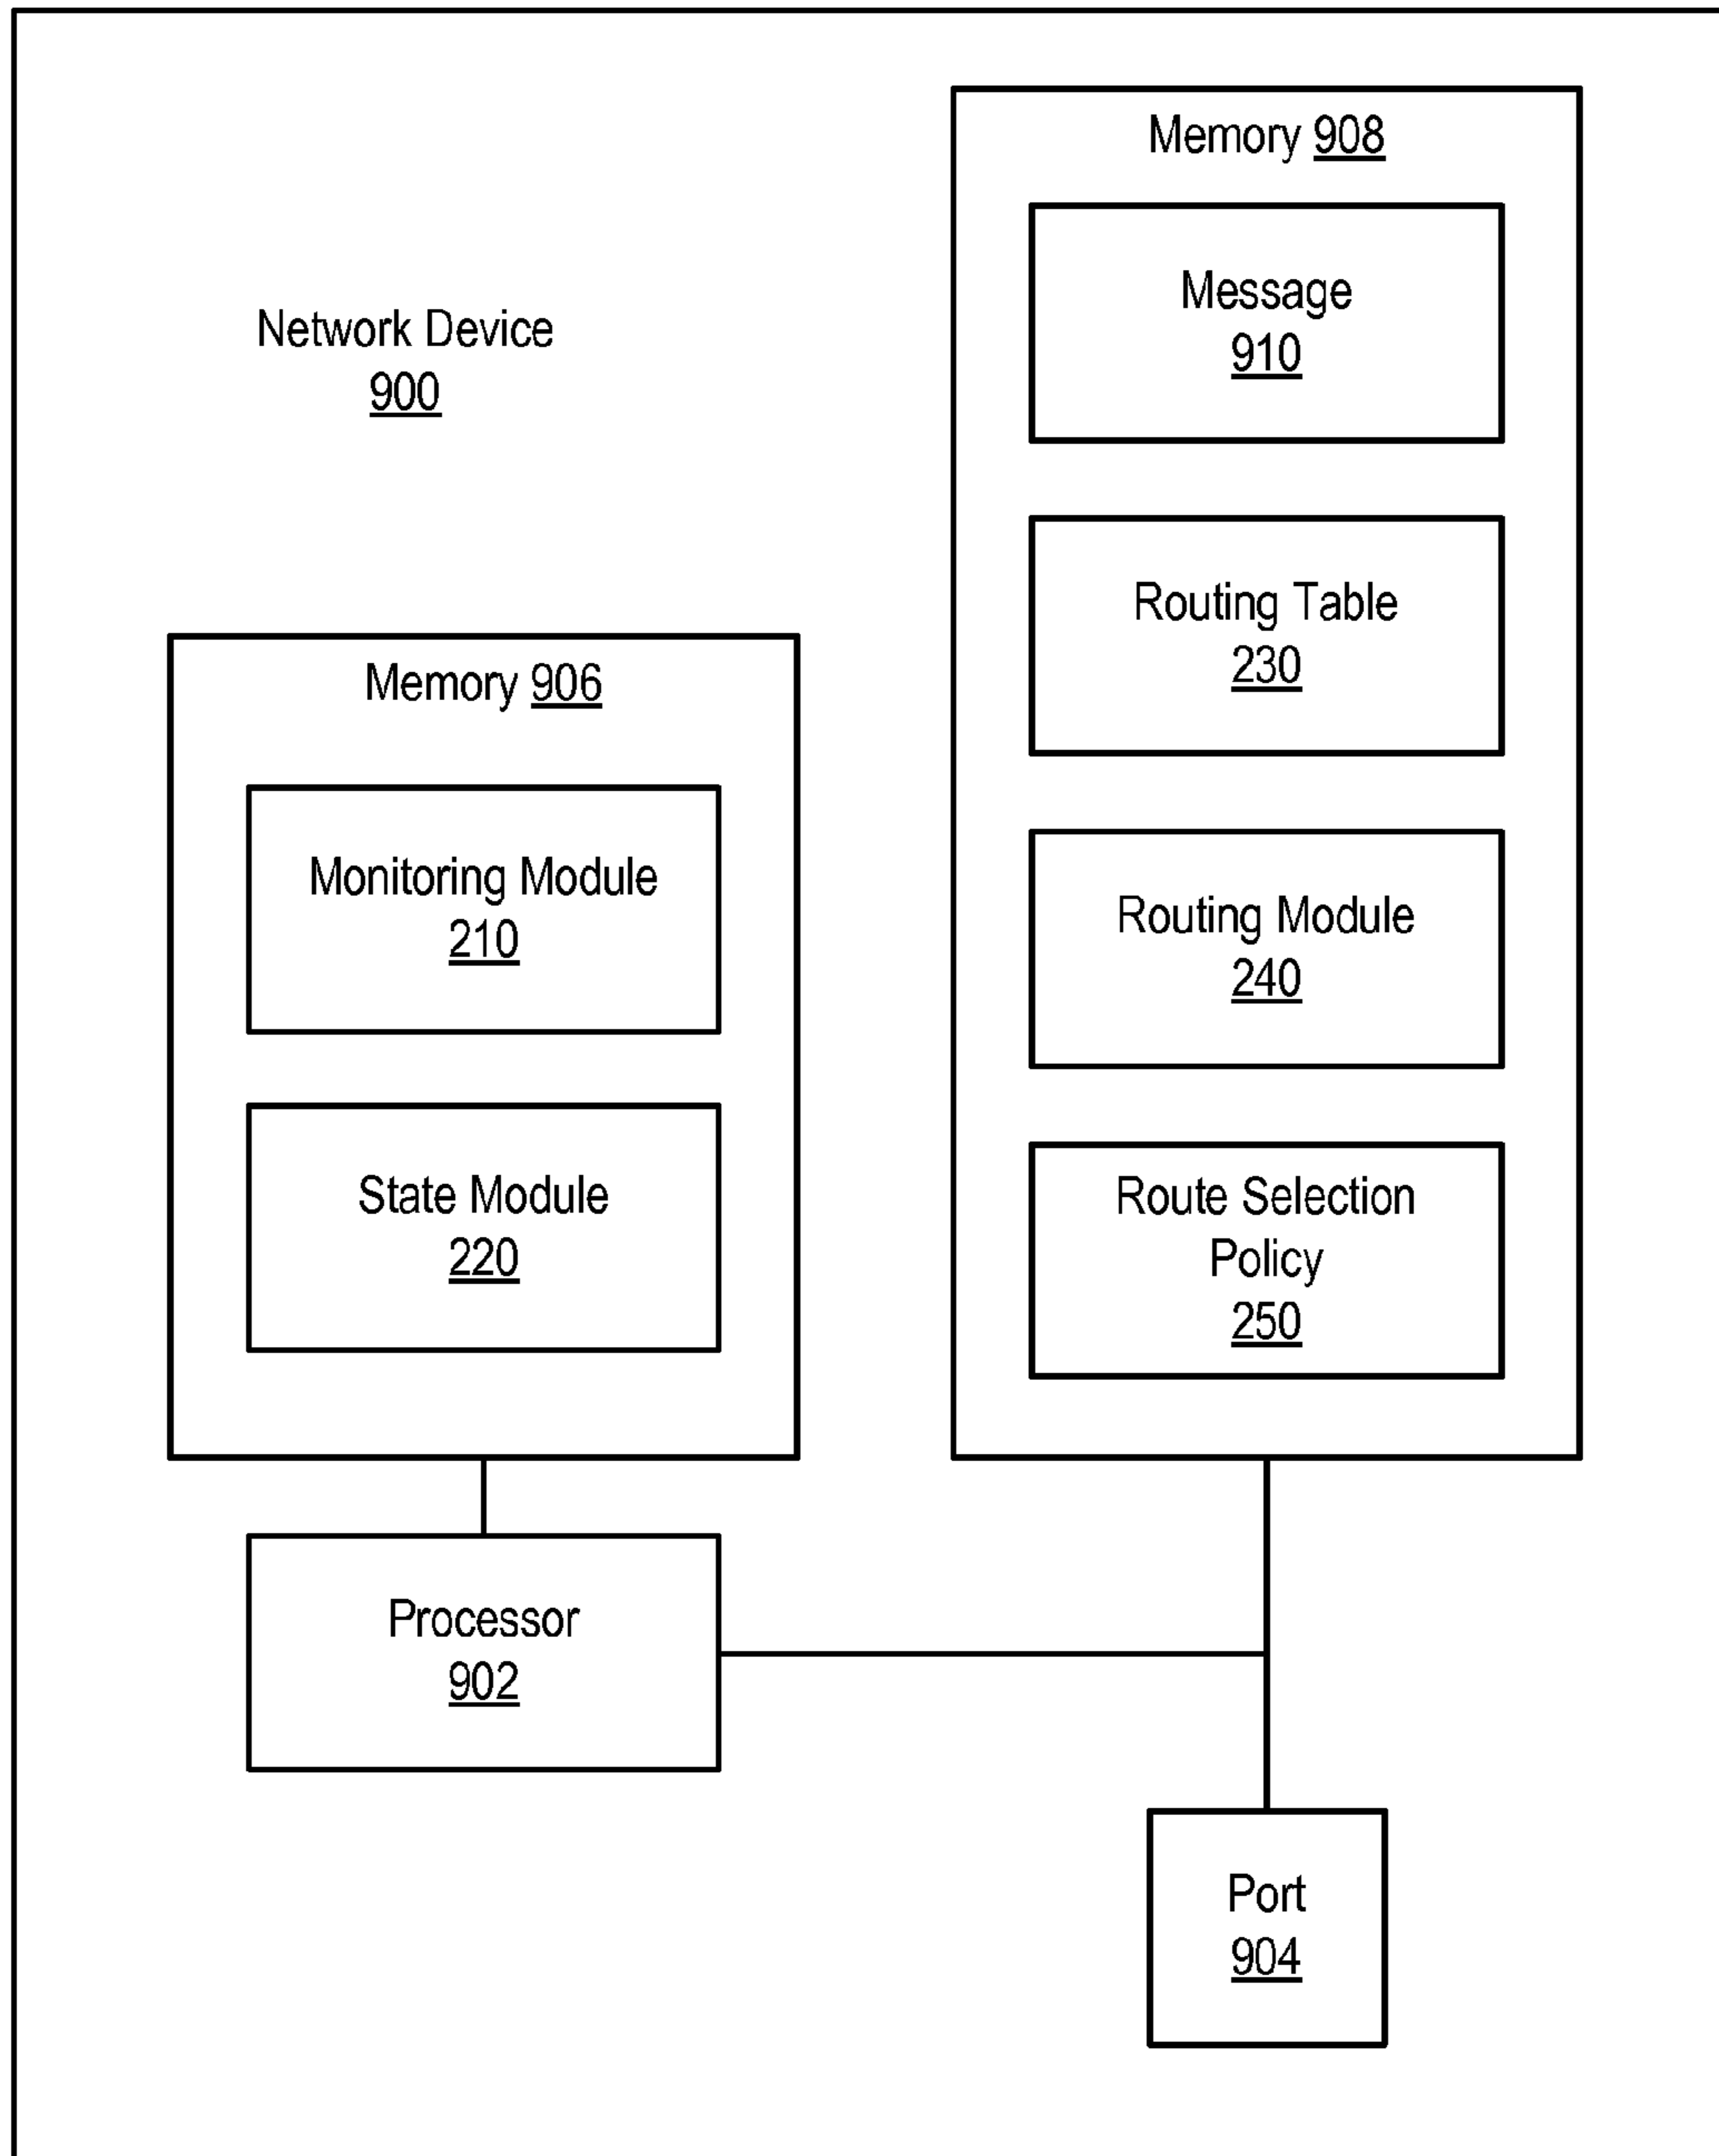 Network Device
900
Memory 906
Monitoring Module
210
State Module
220
Processor
902
Memory 908
Message
910
Routing Table
230
Routing Module
240
Route Selection
Policy
250
Port
904